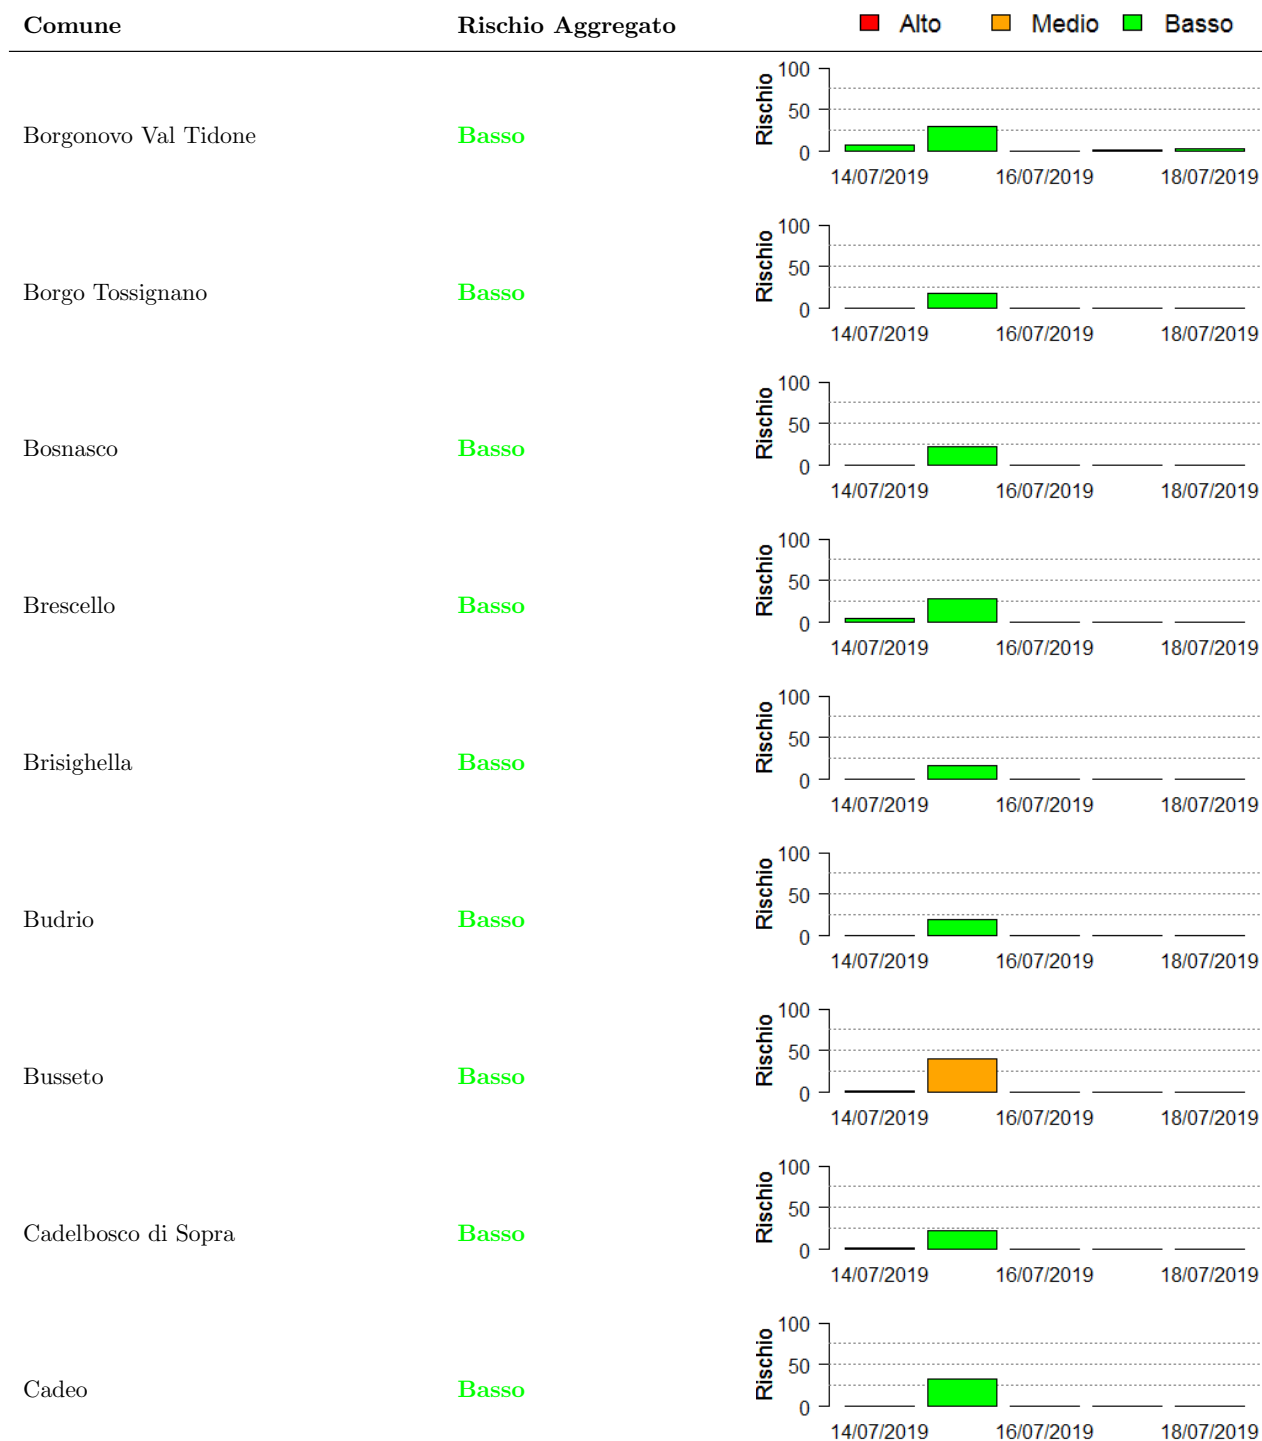 Comune Rischio Aggregato Alto Medio Basso
100
50
0
Rischio
Borgonovo Val Tidone Basso
14/07/2019 16/07/2019 18/07/2019
100
50
0
Rischio
Borgo Tossignano Basso
14/07/2019 16/07/2019 18/07/2019
100
50
0
Rischio
Bosnasco Basso
14/07/2019 16/07/2019 18/07/2019
100
50
0
Rischio
Brescello Basso
14/07/2019 16/07/2019 18/07/2019
100
50
0
Rischio
Brisighella Basso
14/07/2019 16/07/2019 18/07/2019
100
50
0
Rischio
Budrio Basso
14/07/2019 16/07/2019 18/07/2019
100
50
0
Rischio
Busseto Basso
14/07/2019 16/07/2019 18/07/2019
100
50
0
Rischio
Cadelbosco di Sopra Basso
14/07/2019 16/07/2019 18/07/2019
100
50
0
Rischio
Cadeo Basso
14/07/2019 16/07/2019 18/07/2019